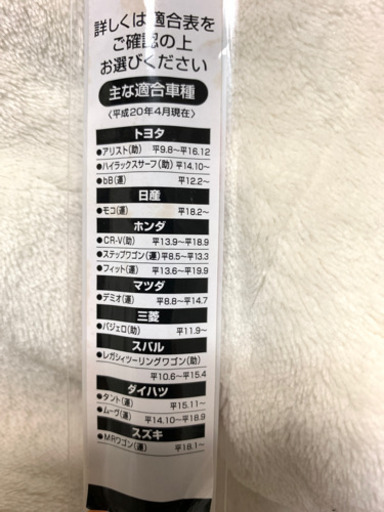 詳しくは適合表を
ご確認の上
お選びください
主な適合車種
〈平成20年4月現在〉
トヨタ
●アリスト(助) 平9.8〜平16.12
●ハイラックスサーフ(助) 平14.10〜
●bB(運) 平12.2〜
日産
●モコ(運) 平18.2〜
ホンダ
●CR-V(助) 平13.9〜平18.9
●ステップワゴン(運) 平8.5〜平13.3
●フィット(運) 平13.6〜平19.9
マツダ
●デミオ(運) 平8.8〜平14.7
三菱
●パジェロ(助) 平11.9〜
スバル
●レガシィツーリングワゴン(助)
平10.6〜平15.4
ダイハツ
●タント(運) 平15.11〜
●ムーヴ(運) 平14.10〜平18.9
スズキ
●MRワゴン(運) 平18.1〜